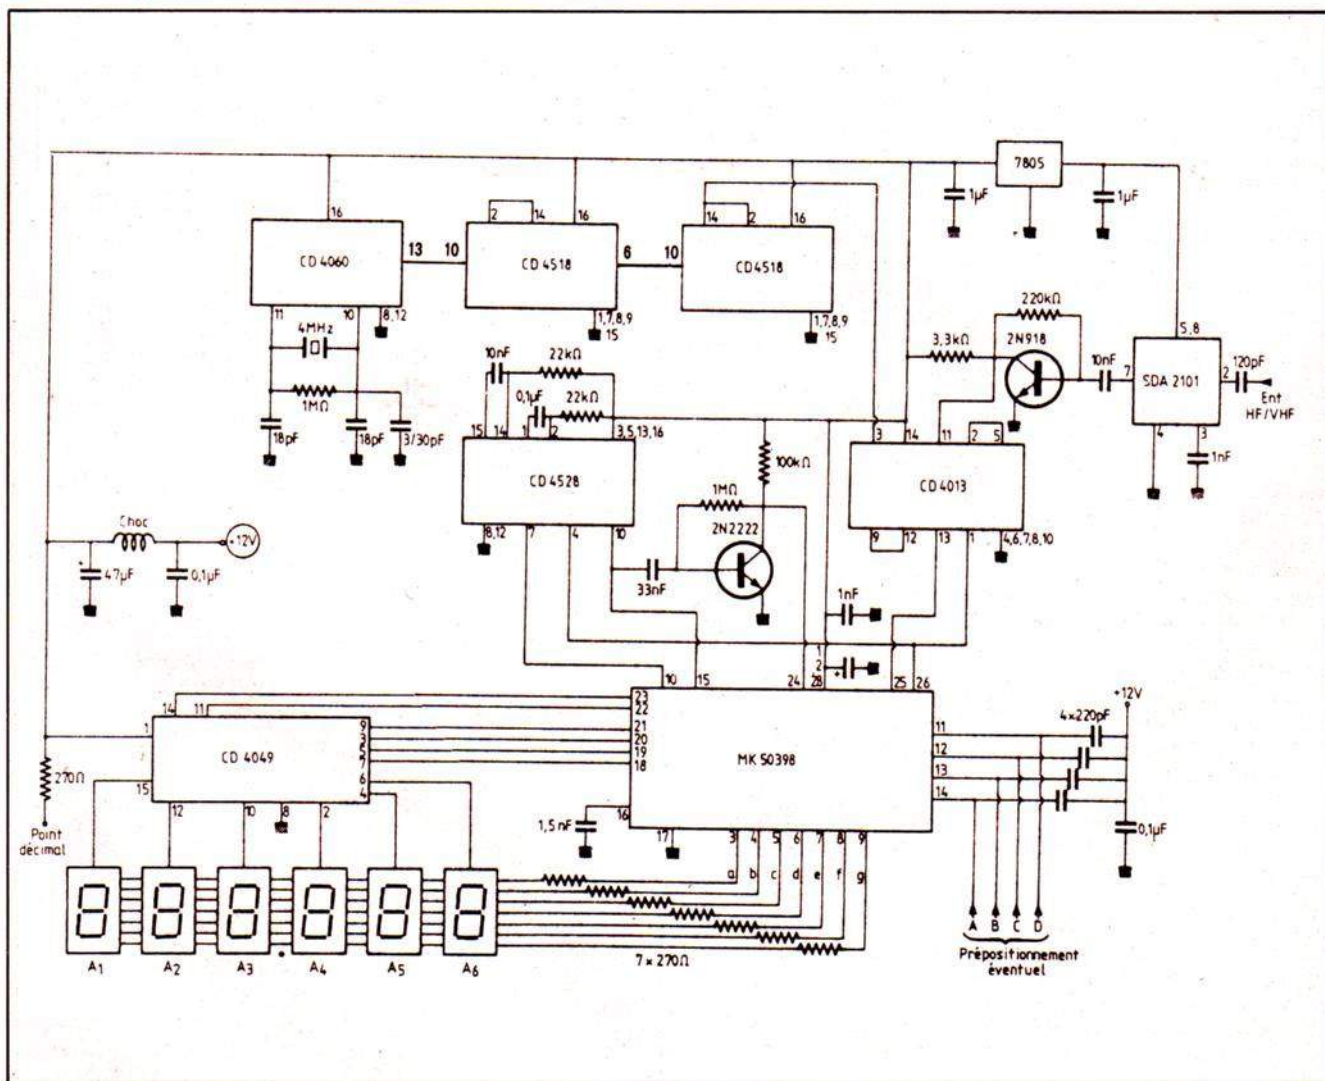 7805
1µF
1µF
16
2
14
16
14
2
16
CD 4060
13
10
CD 4518
6
10
CD 4518
11
10
8,12
1,7,8,9
15
1,7,8,9
15
4MHz
1MΩ
18pF
18pF
3/30pF
10nF
22kΩ
0,1µF
22kΩ
15
14
1
2
3,5,13,16
CD 4528
8,12
7
4
10
100kΩ
1MΩ
2N2222
33nF
220kΩ
3,3kΩ
2N918
10nF
7
5,8
SDA 2101
2
120pF
Ent
HF/VHF
4
3
1nF
3
14
11
2
5
CD 4013
9
12
13
1
4,6,7,8,10
Choc
+12V
47µF
0,1µF
1nF
1
2
+
10
15
24
28
25
26
23
22
21
20
19
18
MK 50398
11
12
13
14
16
17
3
4
5
6
7
8
9
a
b
c
d
e
f
g
1,5nF
+12V
4×220pF
0,1µF
14
11
1
9
3
5
7
CD 4049
15
6
4
12
10
8
2
270Ω
Point
décimal
A1
A2
A3
A4
A5
A6
7 × 270Ω
A
B
C
D
Prépositionnement
éventuel